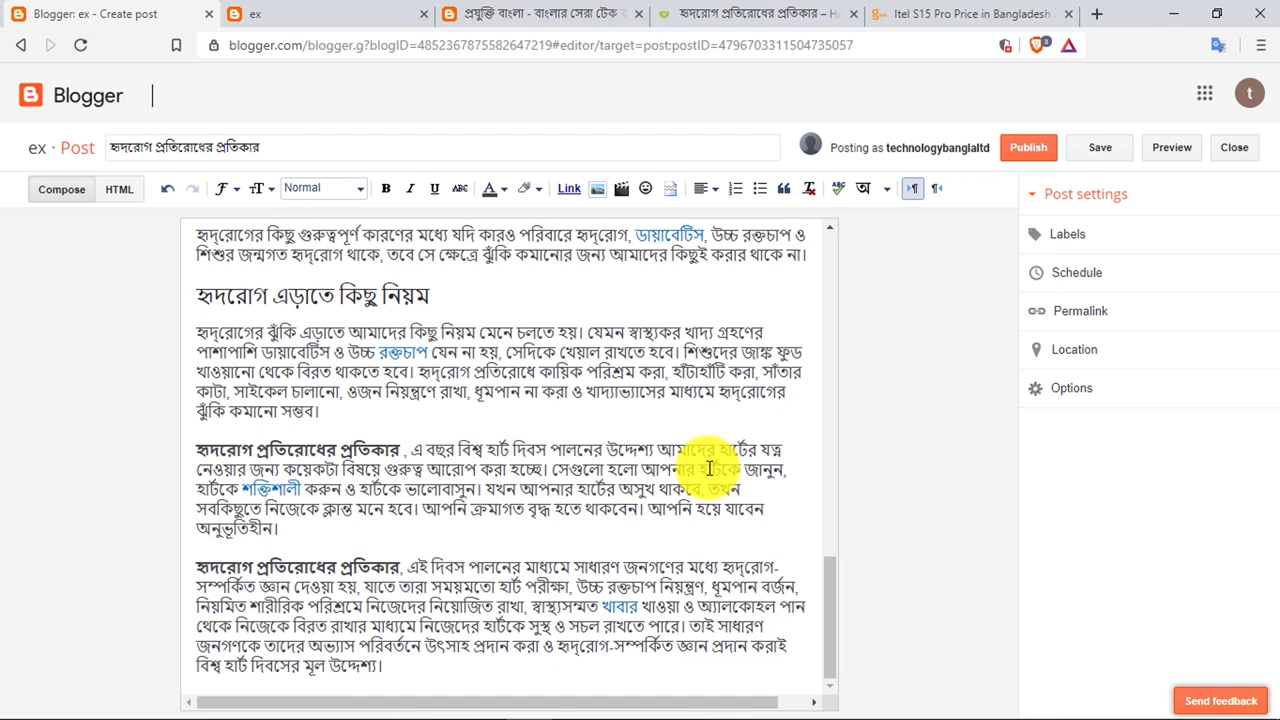 Blogger: ex - Create post
ex
প্রযুক্তি বাংলা - বাংলার সেরা টেক ব
হৃদরোগ প্রতিরোধের প্রতিকার – He
Itel S15 Pro Price in Bangladesh
blogger.com/blogger.g?blogID=4852367875582647219#editor/target=post;postID=4796703311504735057
3
Blogger
t
ex · Post
হৃদরোগ প্রতিরোধের প্রতিকার
Posting as technologybanglaltd
Publish
Save
Preview
Close
Compose
HTML
Normal
Link
Post settings
Labels
Schedule
Permalink
Location
Options
হৃদ্‌রোগের কিছু গুরুত্বপূর্ণ কারণের মধ্যে যদি কারও পরিবারে হৃদ্‌রোগ, ডায়াবেটিস, উচ্চ রক্তচাপ ও
শিশুর জন্মগত হৃদ্‌রোগ থাকে, তবে সে ক্ষেত্রে ঝুঁকি কমানোর জন্য আমাদের কিছুই করার থাকে না।
হৃদরোগ এড়াতে কিছু নিয়ম
হৃদ্‌রোগের ঝুঁকি এড়াতে আমাদের কিছু নিয়ম মেনে চলতে হয়। যেমন স্বাস্থ্যকর খাদ্য গ্রহণের
পাশাপাশি ডায়াবেটিস ও উচ্চ রক্তচাপ যেন না হয়, সেদিকে খেয়াল রাখতে হবে। শিশুদের জাঙ্ক ফুড
খাওয়ানো থেকে বিরত থাকতে হবে। হৃদ্‌রোগ প্রতিরোধে কায়িক পরিশ্রম করা, হাঁটাহাঁটি করা, সাঁতার
কাটা, সাইকেল চালানো, ওজন নিয়ন্ত্রণে রাখা, ধূমপান না করা ও খাদ্যাভ্যাসের মাধ্যমে হৃদ্‌রোগের
ঝুঁকি কমানো সম্ভব।
হৃদরোগ প্রতিরোধের প্রতিকার , এ বছর বিশ্ব হার্ট দিবস পালনের উদ্দেশ্য আমাদের হার্টের যত্ন
নেওয়ার জন্য কয়েকটা বিষয়ে গুরুত্ব আরোপ করা হচ্ছে। সেগুলো হলো আপনার হার্টকে জানুন,
হার্টকে শক্তিশালী করুন ও হার্টকে ভালোবাসুন। যখন আপনার হার্টের অসুখ থাকবে, তখন
সবকিছুতে নিজেকে ক্লান্ত মনে হবে। আপনি ক্রমাগত বৃদ্ধ হতে থাকবেন। আপনি হয়ে যাবেন
অনুভূতিহীন।
হৃদরোগ প্রতিরোধের প্রতিকার, এই দিবস পালনের মাধ্যমে সাধারণ জনগণের মধ্যে হৃদ্‌রোগ-
সম্পর্কিত জ্ঞান দেওয়া হয়, যাতে তারা সময়মতো হার্ট পরীক্ষা, উচ্চ রক্তচাপ নিয়ন্ত্রণ, ধূমপান বর্জন,
নিয়মিত শারীরিক পরিশ্রমে নিজেদের নিয়োজিত রাখা, স্বাস্থ্যসম্মত খাবার খাওয়া ও অ্যালকোহল পান
থেকে নিজেকে বিরত রাখার মাধ্যমে নিজেদের হার্টকে সুস্থ ও সচল রাখতে পারে। তাই সাধারণ
জনগণকে তাদের অভ্যাস পরিবর্তনে উৎসাহ প্রদান করা ও হৃদ্‌রোগ-সম্পর্কিত জ্ঞান প্রদান করাই
বিশ্ব হার্ট দিবসের মূল উদ্দেশ্য।
Send feedback